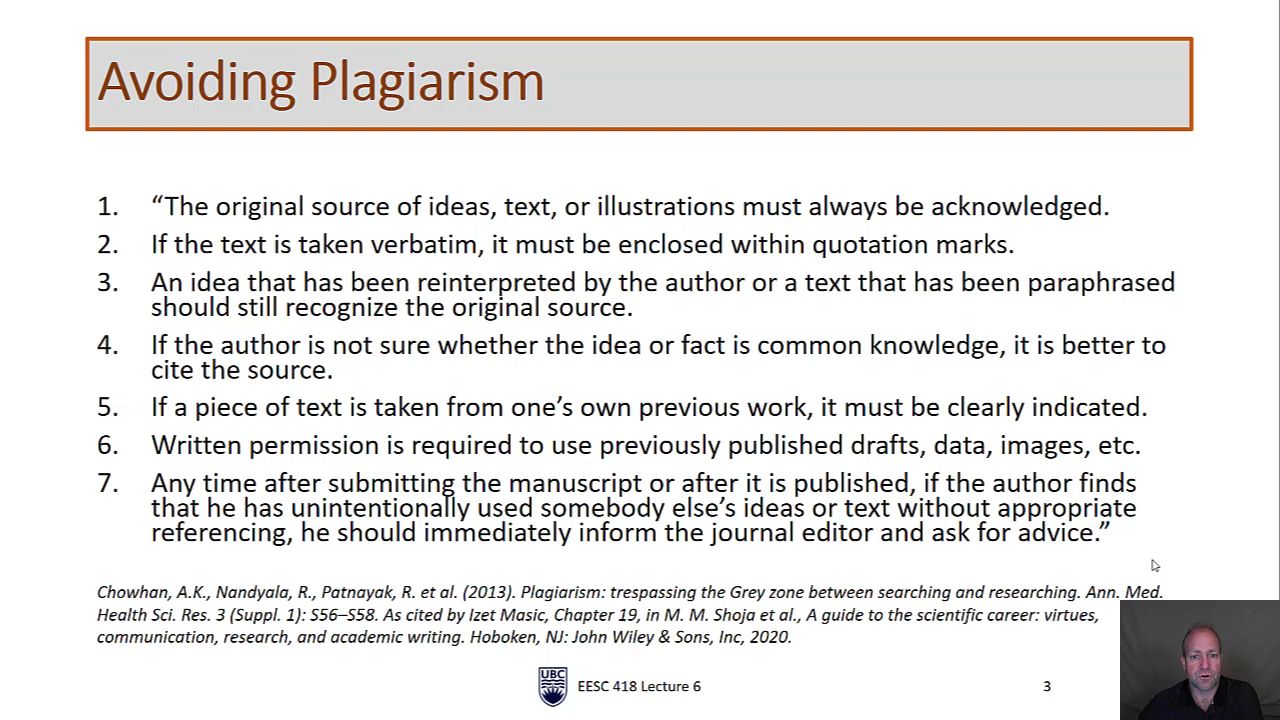 Avoiding Plagiarism
1. “The original source of ideas, text, or illustrations must always be acknowledged.
2. If the text is taken verbatim, it must be enclosed within quotation marks.
3. An idea that has been reinterpreted by the author or a text that has been paraphrased
should still recognize the original source.
4. If the author is not sure whether the idea or fact is common knowledge, it is better to
cite the source.
5. If a piece of text is taken from one’s own previous work, it must be clearly indicated.
6. Written permission is required to use previously published drafts, data, images, etc.
7. Any time after submitting the manuscript or after it is published, if the author finds
that he has unintentionally used somebody else’s ideas or text without appropriate
referencing, he should immediately inform the journal editor and ask for advice.”
Chowhan, A.K., Nandyala, R., Patnayak, R. et al. (2013). Plagiarism: trespassing the Grey zone between searching and researching. Ann. Med.
Health Sci. Res. 3 (Suppl. 1): S56–S58. As cited by Izet Masic, Chapter 19, in M. M. Shoja et al., A guide to the scientific career: virtues,
communication, research, and academic writing. Hoboken, NJ: John Wiley & Sons, Inc, 2020.
UBC EESC 418 Lecture 6 3